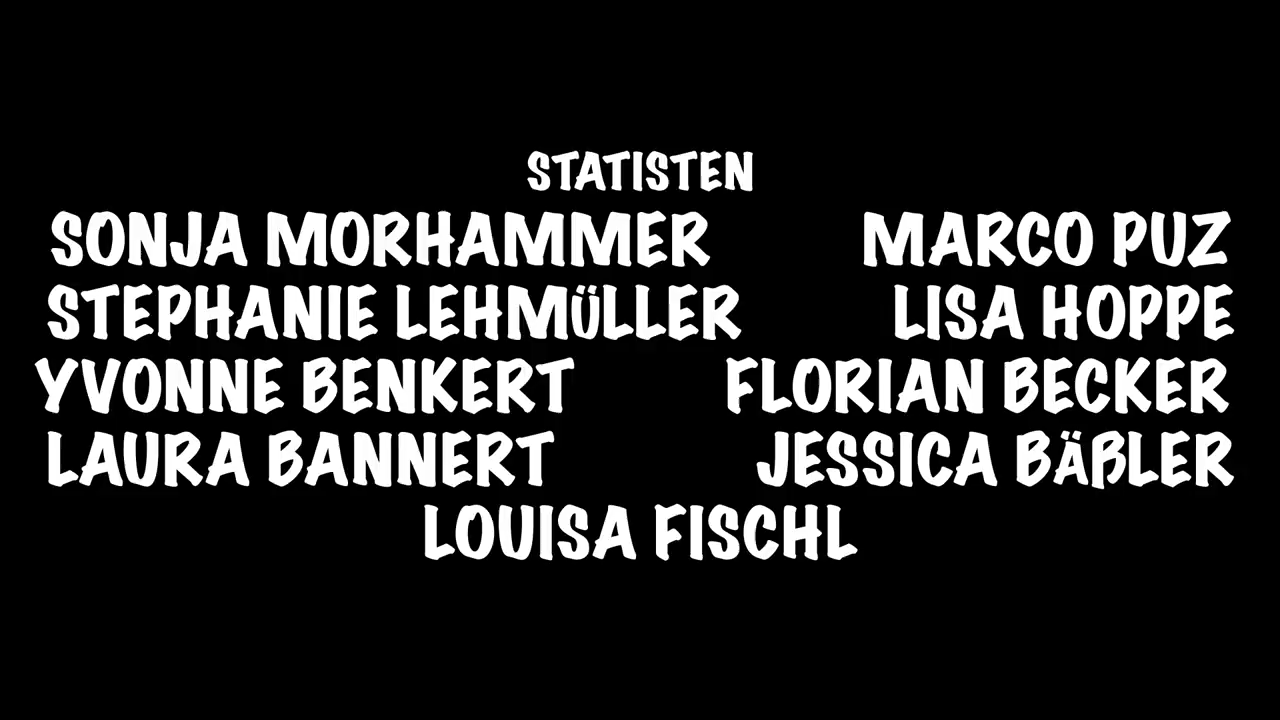 STATISTEN
SONJA MORHAMMER MARCO PUZ
STEPHANIE LEHMÜLLER LISA HOPPE
YVONNE BENKERT FLORIAN BECKER
LAURA BANNERT JESSICA BÄßLER
LOUISA FISCHL